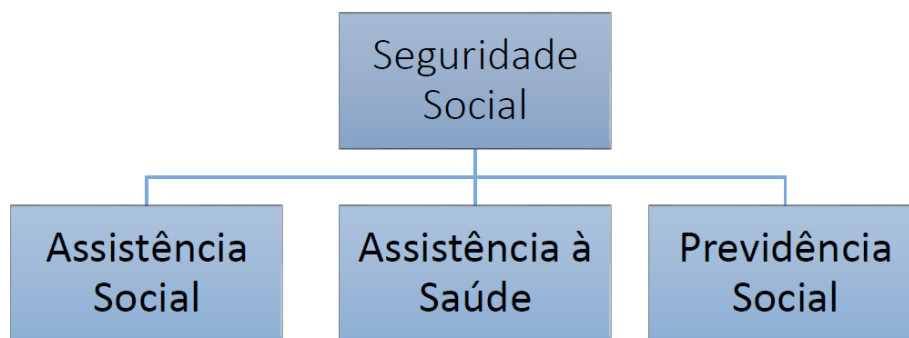 Seguridade
Social
Assistência
Social
Assistência à
Saúde
Previdência
Social